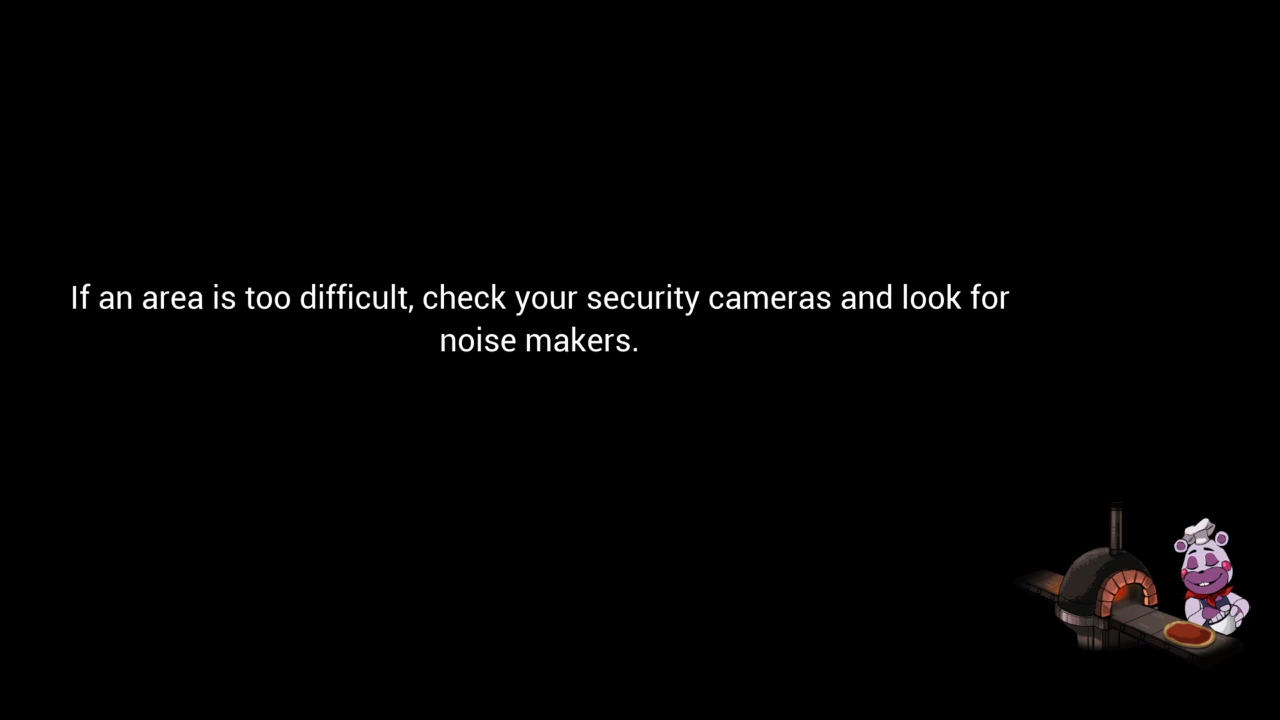 If an area is too difficult, check your security cameras and look for
noise makers.